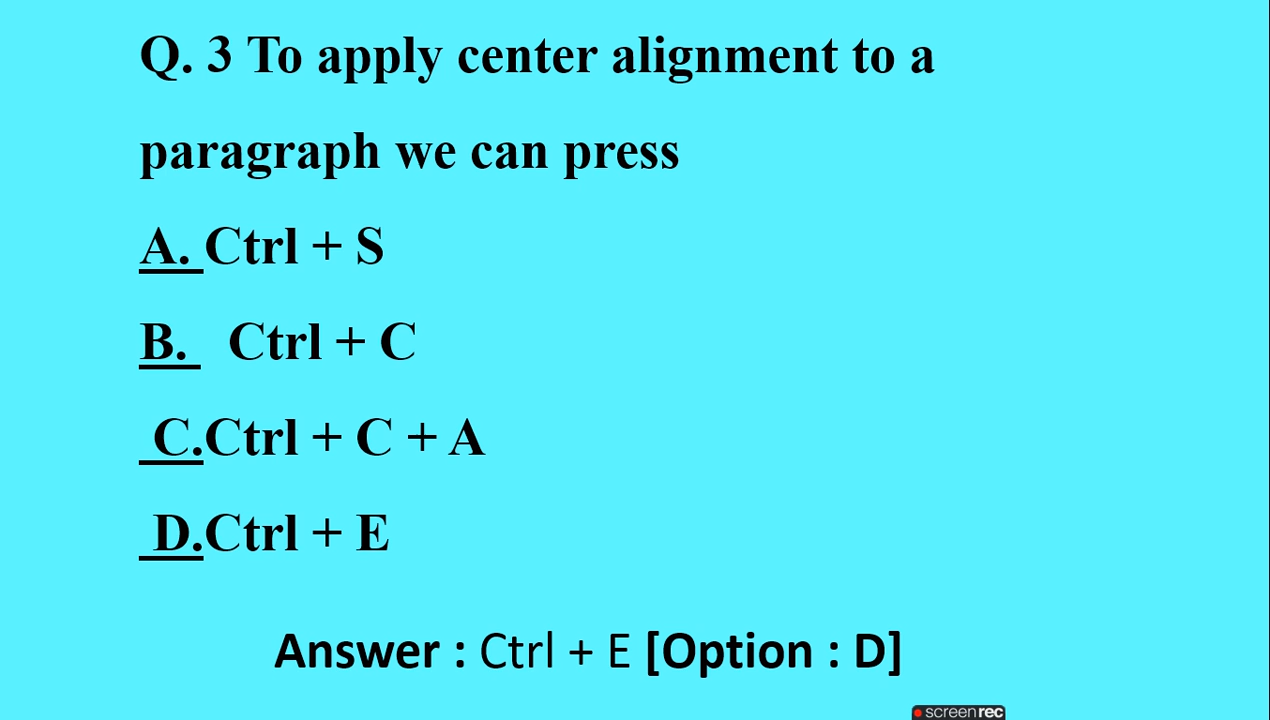 Q. 3 To apply center alignment to a
paragraph we can press
A. Ctrl + S
B. Ctrl + C
C.Ctrl + C + A
D.Ctrl + E
Answer : Ctrl + E [Option : D]
screenrec